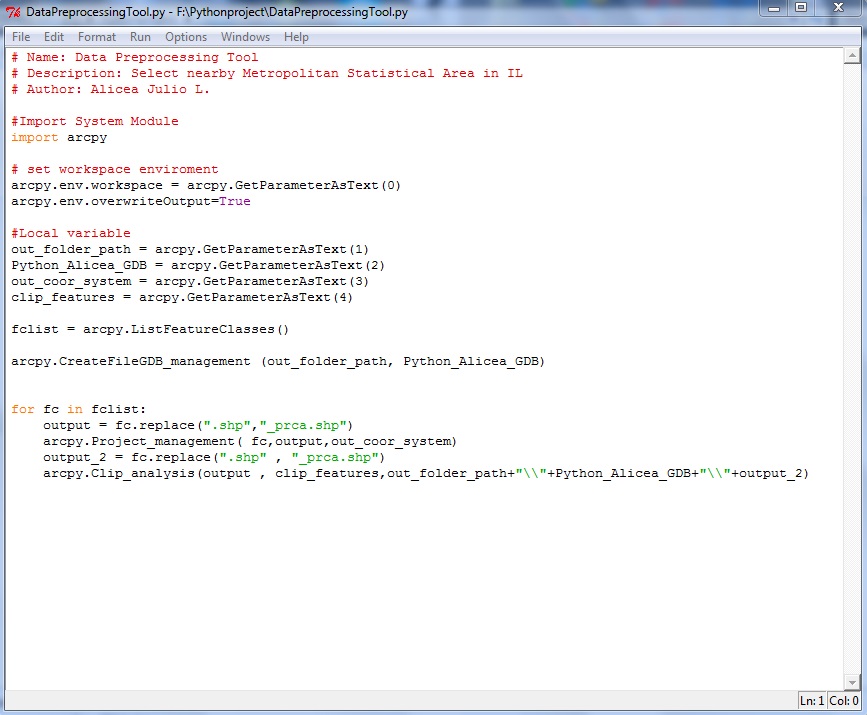 DataPreprocessingTool.py - F:\Pythonproject\DataPreprocessingTool.py
File Edit Format Run Options Windows Help
# Name: Data Preprocessing Tool
# Description: Select nearby Metropolitan Statistical Area in IL
# Author: Alicea Julio L.
#Import System Module
import arcpy
# set workspace enviroment
arcpy.env.workspace = arcpy.GetParameterAsText(0)
arcpy.env.overwriteOutput=True
#Local variable
out_folder_path = arcpy.GetParameterAsText(1)
Python_Alicea_GDB = arcpy.GetParameterAsText(2)
out_coor_system = arcpy.GetParameterAsText(3)
clip_features = arcpy.GetParameterAsText(4)
fclist = arcpy.ListFeatureClasses()
arcpy.CreateFileGDB_management (out_folder_path, Python_Alicea_GDB)
for fc in fclist:
    output = fc.replace(".shp","_prca.shp")
    arcpy.Project_management( fc,output,out_coor_system)
    output_2 = fc.replace(".shp" , "_prca.shp")
    arcpy.Clip_analysis(output , clip_features,out_folder_path+"\\"+Python_Alicea_GDB+"\\"+output_2)
Ln: 1 Col: 0